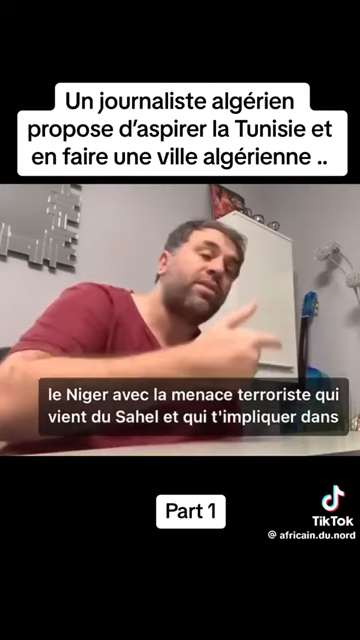 Un journaliste algérien
propose d’aspirer la Tunisie et
en faire une ville algérienne ..
le Niger avec la menace terroriste qui
vient du Sahel et qui t'impliquer dans
Part 1
TikTok
@ africain.du.nord